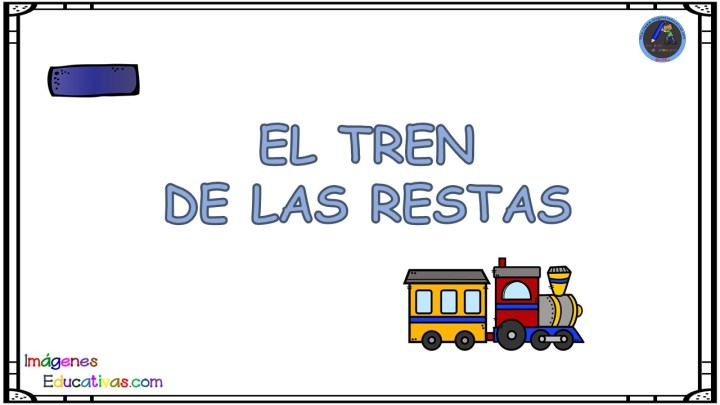 EL TREN
DE LAS RESTAS
Imágenes
Educativas.com